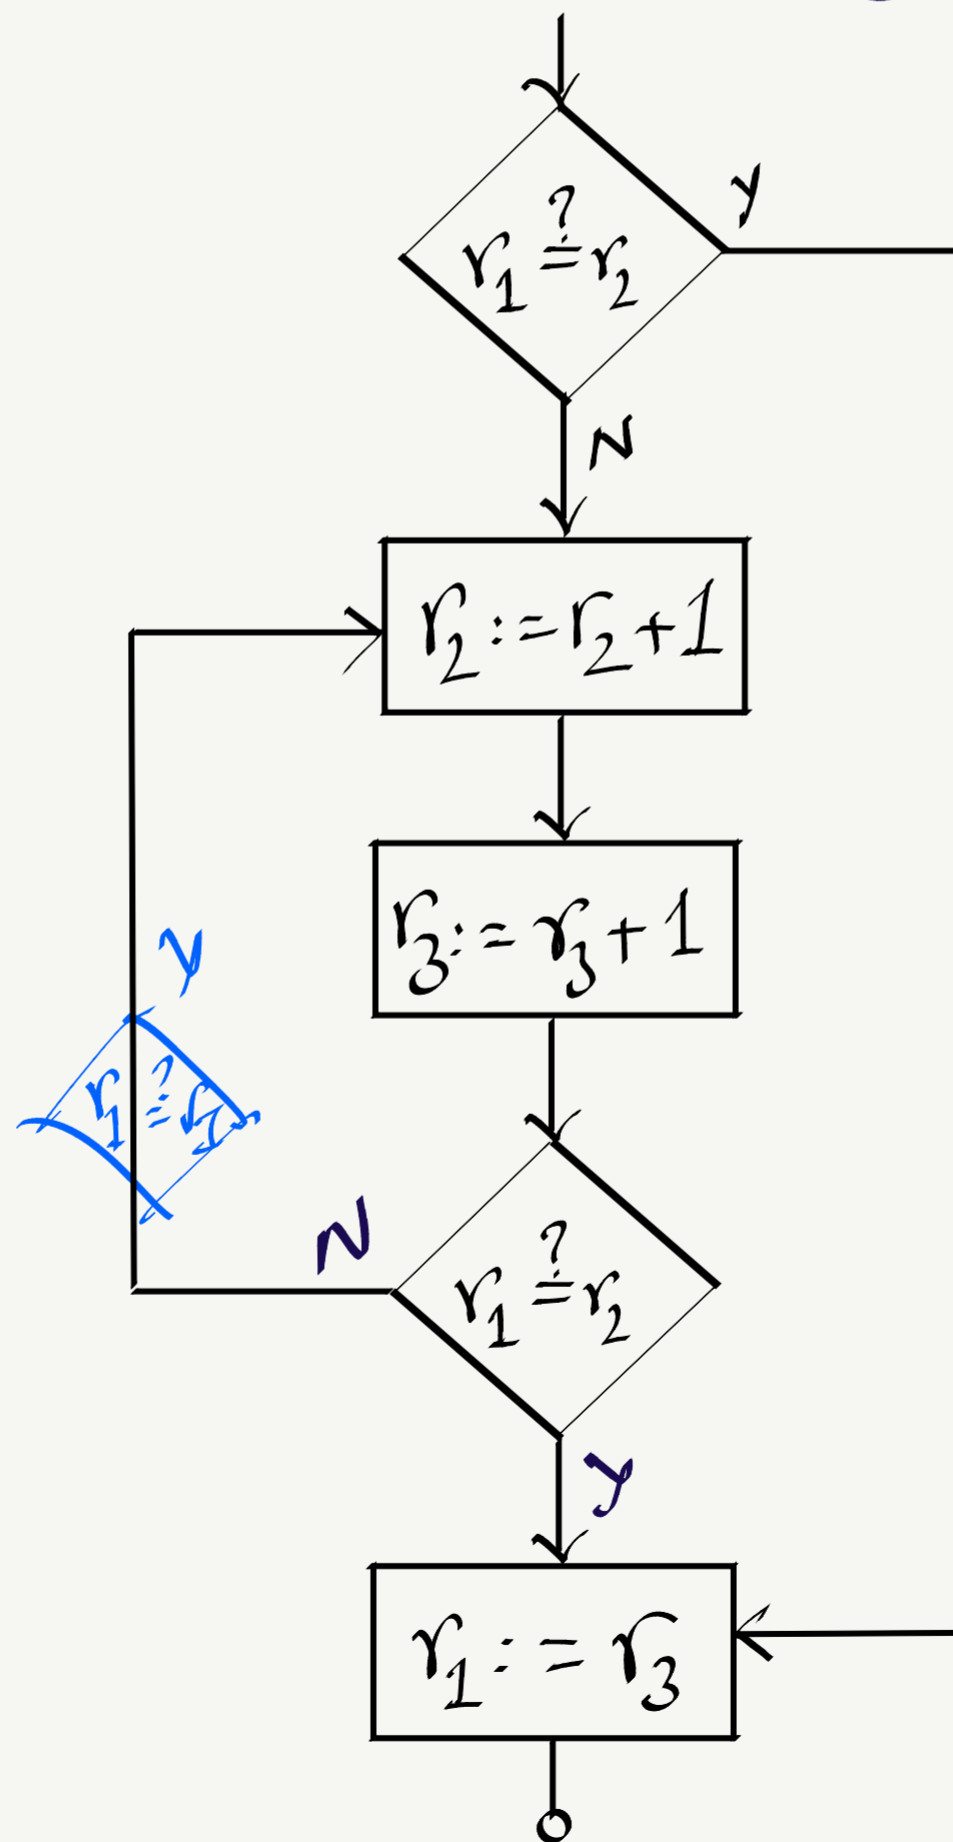 y
r₁ ≟ r₂
N
r₂ := r₂ + 1
r₃ := r₃ + 1
y
r₁ ≟ r₁
N
r₁ ≟ r₂
y
r₁ := r₃